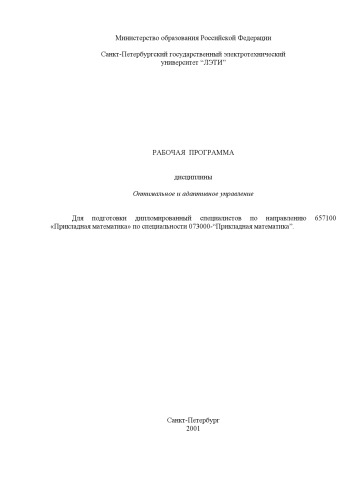 Министерство образования Российской Федерации
Санкт-Петербургский государственный электротехнический
университет “ЛЭТИ”
РАБОЧАЯ ПРОГРАММА
дисциплины
Оптимальное и адаптивное управление
Для подготовки дипломированный специалистов по направлению 657100
«Прикладная математика» по специальности 073000-“Прикладная математика”.
Санкт-Петербург
2001